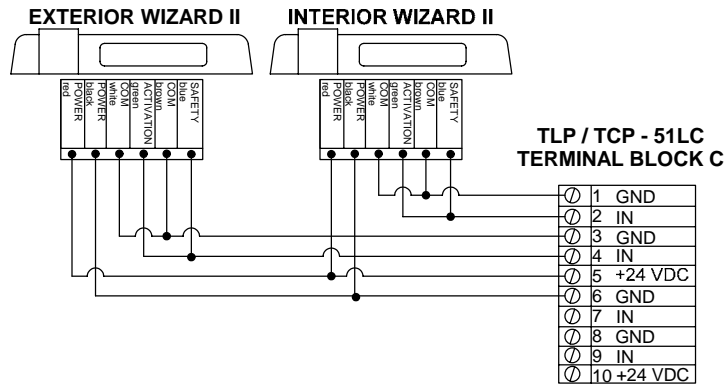 EXTERIOR WIZARD II
INTERIOR WIZARD II
POWER
red
POWER
black
COM
white
ACTIVATION
green
COM
brown
SAFETY
blue
POWER
red
POWER
black
COM
white
ACTIVATION
green
COM
brown
SAFETY
blue
TLP / TCP - 51LC
TERMINAL BLOCK C
1 GND
2 IN
3 GND
4 IN
5 +24 VDC
6 GND
7 IN
8 GND
9 IN
10 +24 VDC